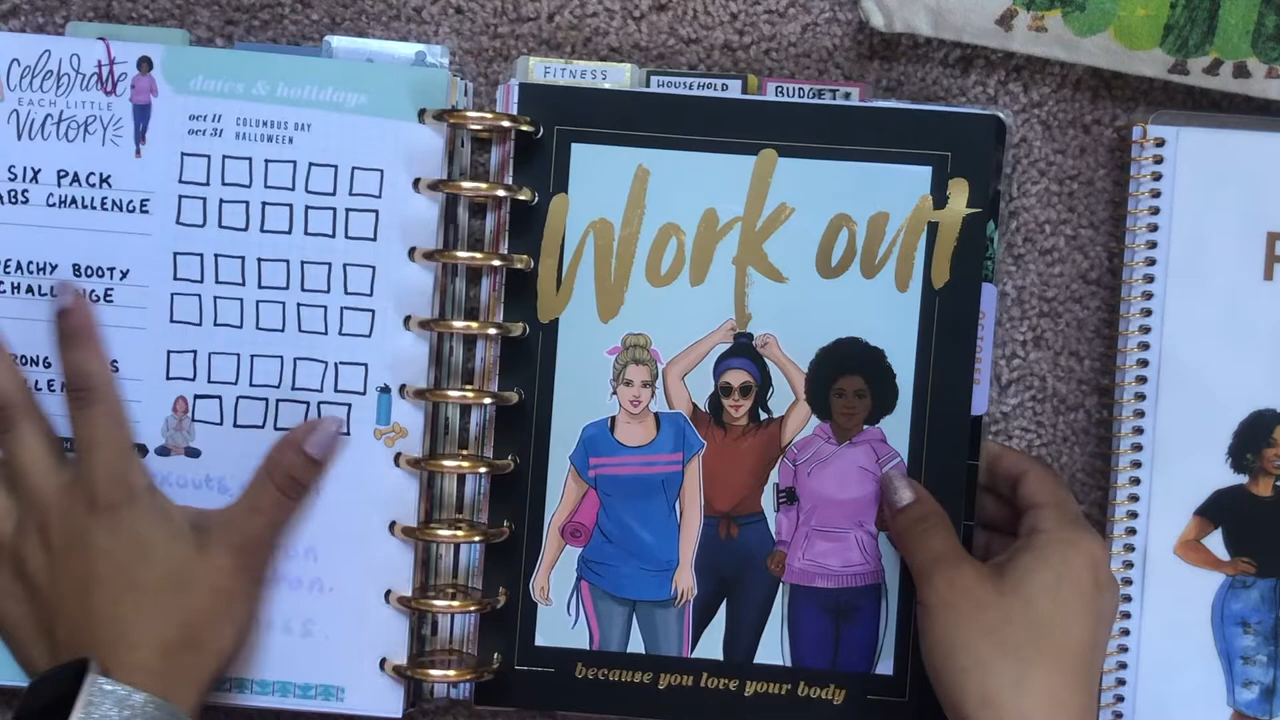 celebrate
EACH LITTLE
VICTORY
dates & holidays
oct 11 COLUMBUS DAY
oct 31 HALLOWEEN
SIX PACK
ABS CHALLENGE
PEACHY BOOTY
FITNESS
HOUSEHOLD
BUDGET
Work out
because you love your body
OCTOBER